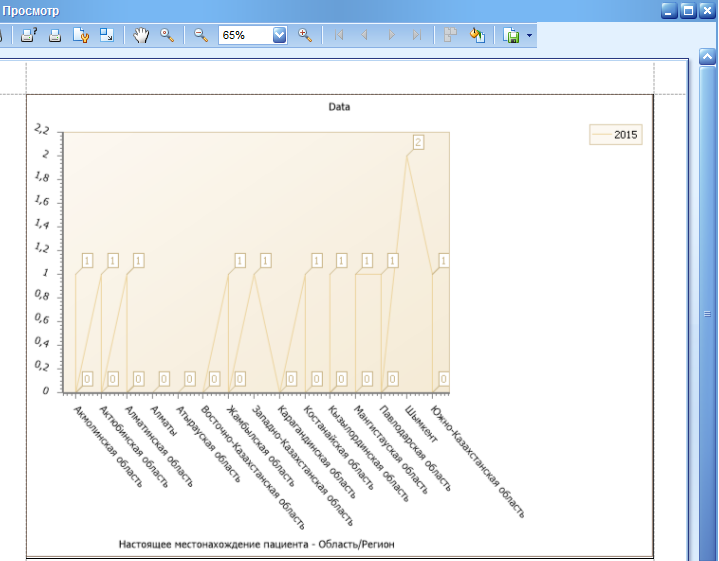 Просмотр
65%
Data
2015
2,2
2
1,8
1,6
1,4
1,2
1
0,8
0,6
0,4
0,2
0
2
1 1 1 1 1 1 1 1 1 1
0 0 0 0 0 0 0 0 0 0 0 0 0 0
Акмолинская область
Актюбинская область
Алматинская область
Алматы
Атырауская область
Восточно-Казахстанская область
Жамбылская область
Западно-Казахстанская область
Карагандинская область
Костанайская область
Кызылординская область
Мангистауская область
Павлодарская область
Шымкент
Южно-Казахстанская область
Настоящее местонахождение пациента - Область/Регион